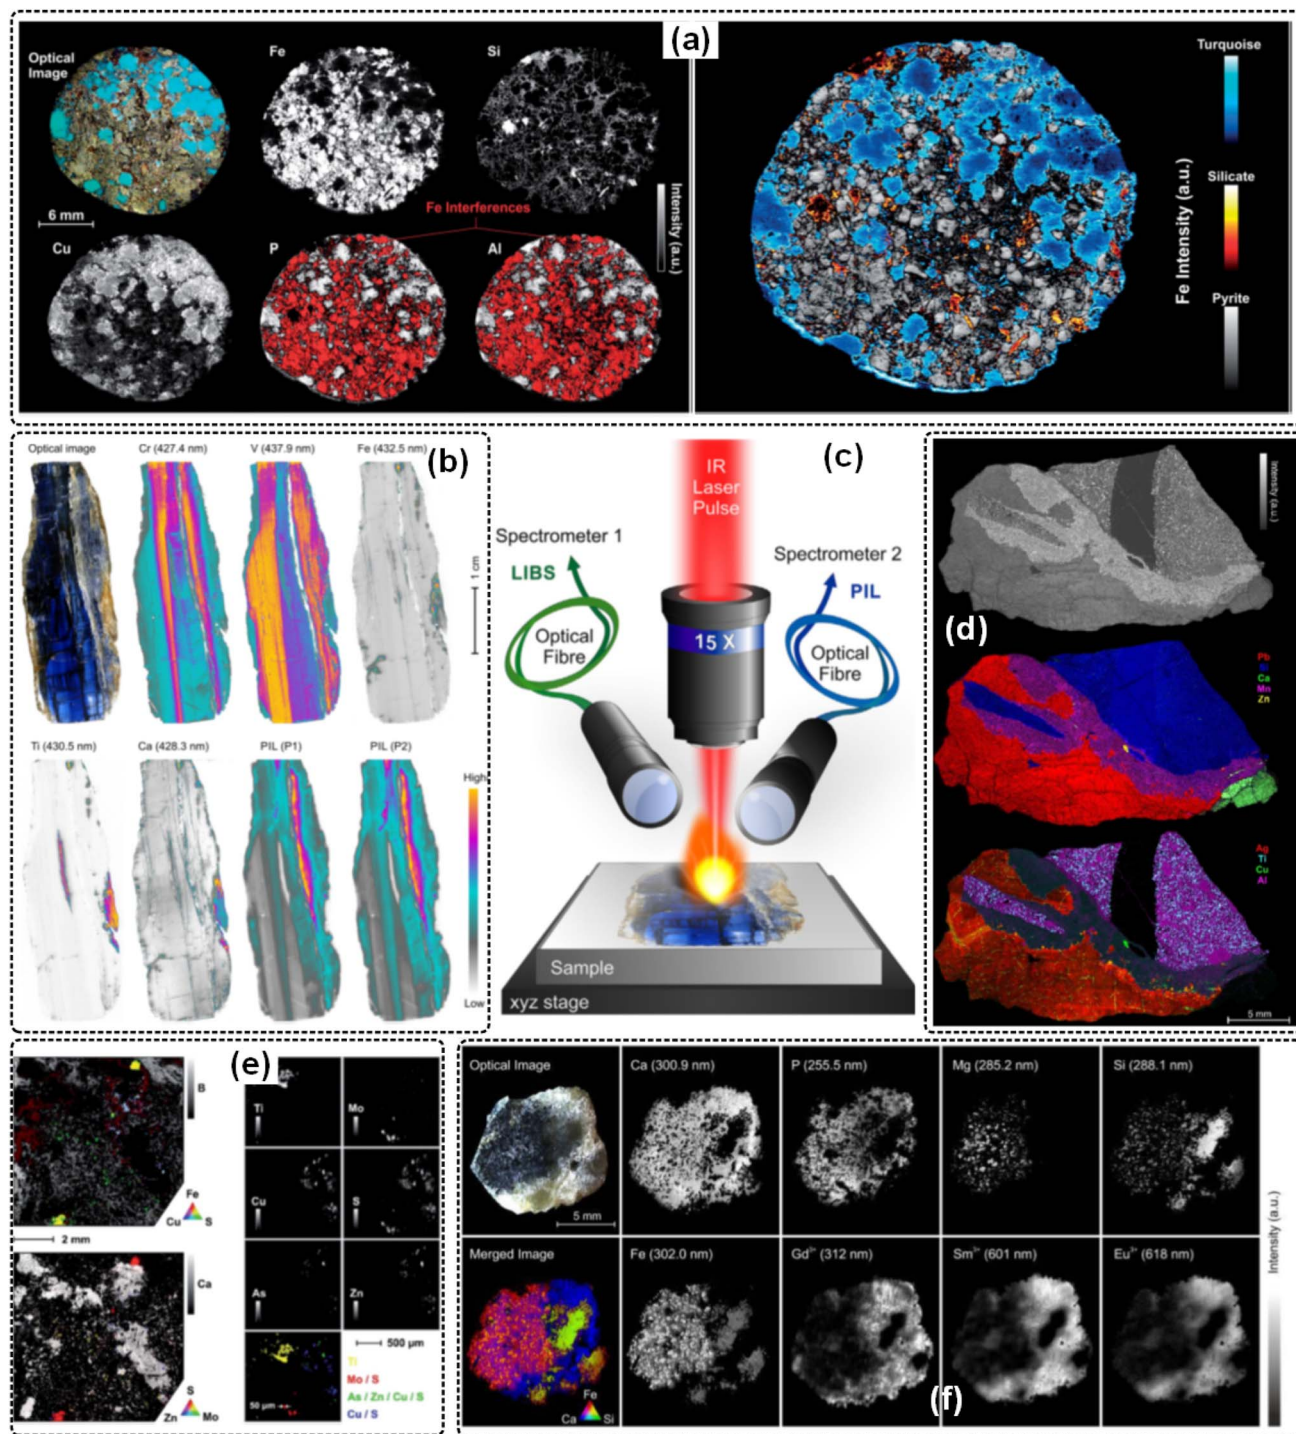 (a)
Optical
Image
Fe
Si
6 mm
Fe Interferences
Intensity (a.u.)
Cu
P
Al
Turquoise
Fe Intensity (a.u.)
Silicate
Pyrite
(b)
Optical image
Cr (427.4 nm)
V (437.9 nm)
Fe (432.5 nm)
1 cm
Ti (430.5 nm)
Ca (428.3 nm)
PIL (P1)
PIL (P2)
High
Low
(c)
IR
Laser
Pulse
Spectrometer 1
LIBS
Spectrometer 2
PIL
15 X
Optical
Fibre
Optical
Fibre
Sample
xyz stage
Intensity (a.u.)
(d)
Pb
Ca
Mn
Zn
Ag
Ti
Cu
Al
5 mm
(e)
B
Fe
Cu
S
2 mm
Ca
S
Zn
Mo
Ti
Mo
Cu
S
As
Zn
500 µm
50 µm
Ti
Mo / S
As / Zn / Cu / S
Cu / S
Optical Image
Ca (300.9 nm)
P (255.5 nm)
Mg (285.2 nm)
Si (288.1 nm)
5 mm
Merged Image
Fe (302.0 nm)
Gd³⁺ (312 nm)
Sm³⁺ (601 nm)
Eu³⁺ (618 nm)
Intensity (a.u.)
Fe
Ca
Si
(f)